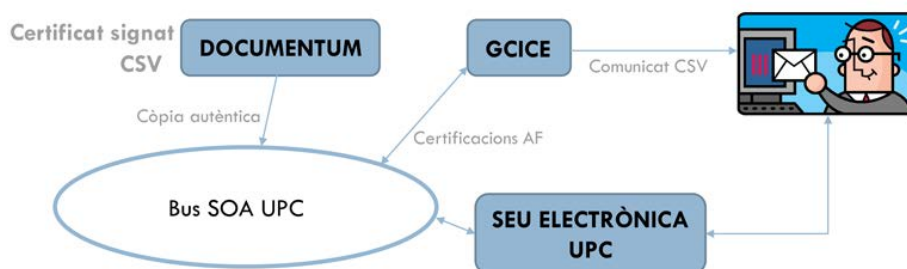 Certificat signat
CSV
DOCUMENTUM
GCICE
Comunicat CSV
Còpia autèntica
Certificacions AF
Bus SOA UPC
SEU ELECTRÒNICA
UPC